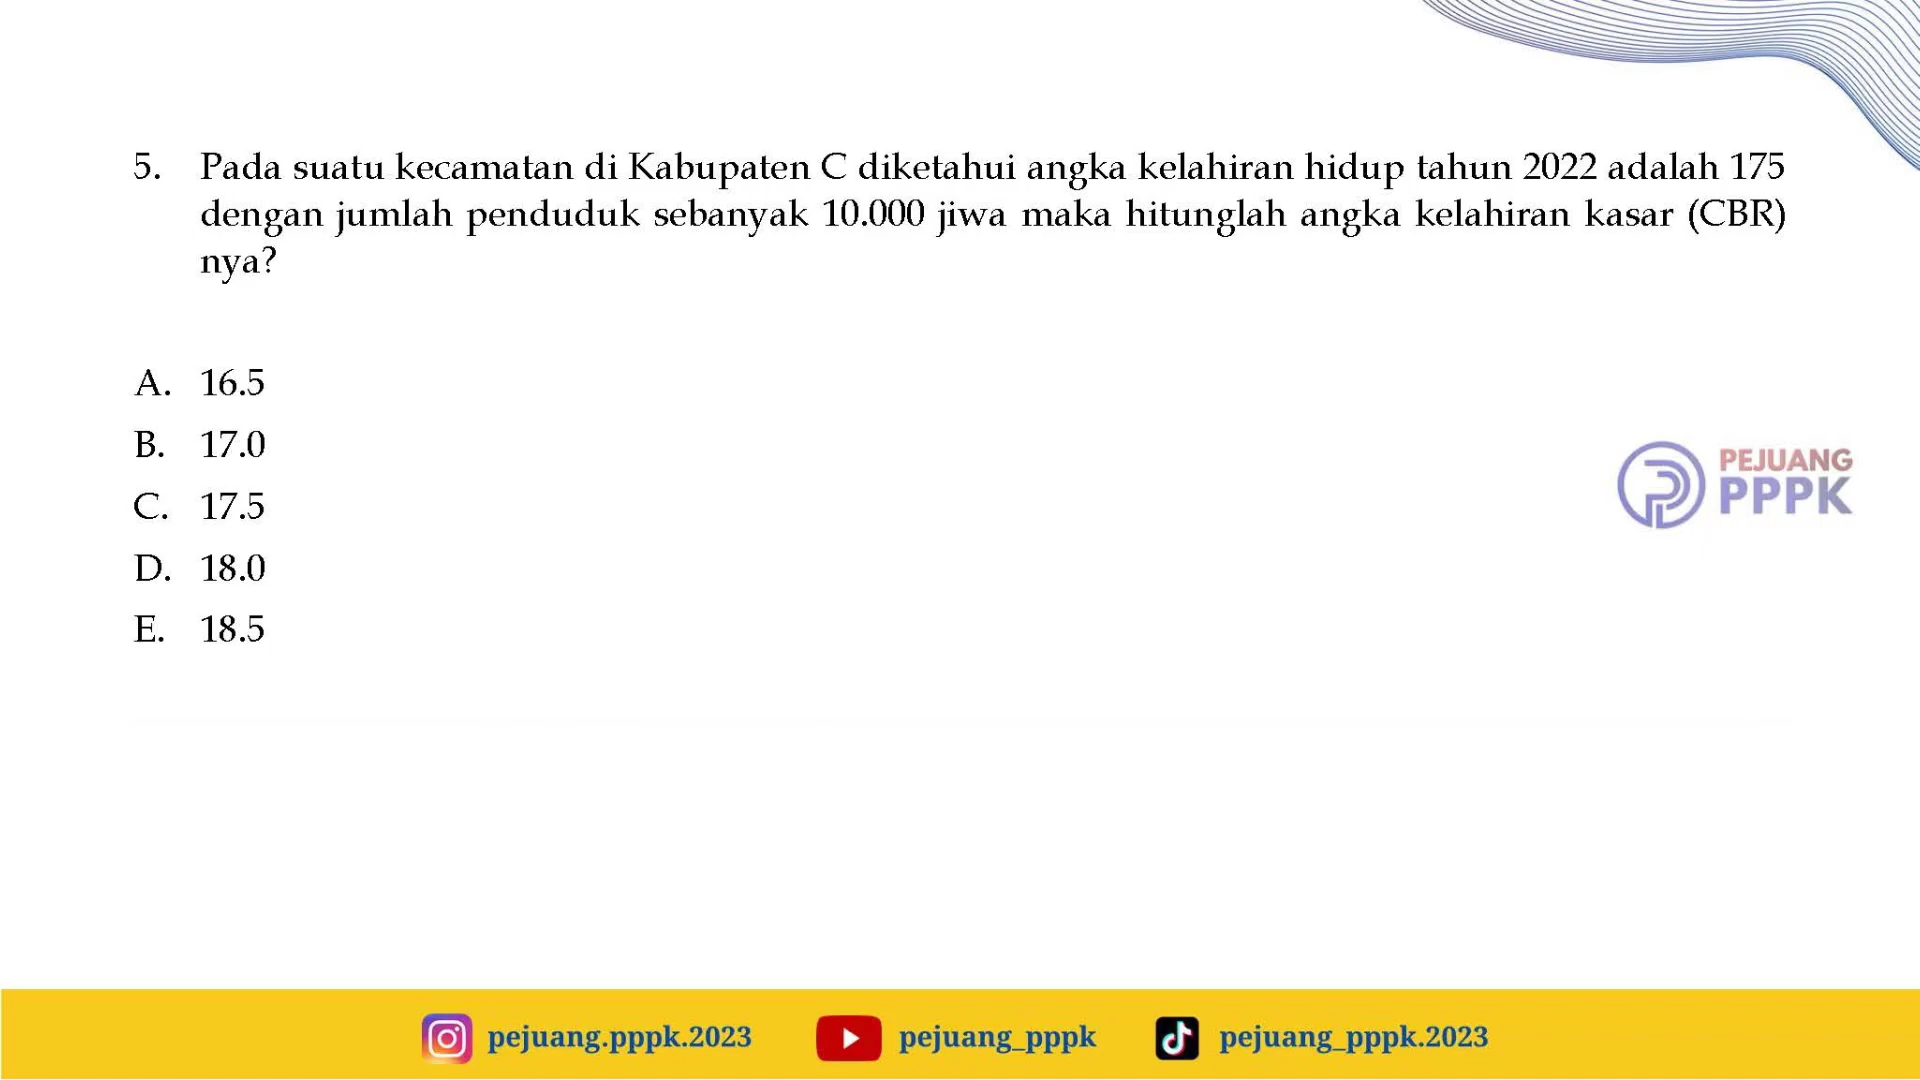 5. Pada suatu kecamatan di Kabupaten C diketahui angka kelahiran hidup tahun 2022 adalah 175
dengan jumlah penduduk sebanyak 10.000 jiwa maka hitunglah angka kelahiran kasar (CBR)
nya?
A. 16.5
B. 17.0
C. 17.5
D. 18.0
E. 18.5
PEJUANG
PPPK
pejuang.pppk.2023 pejuang_pppk pejuang_pppk.2023